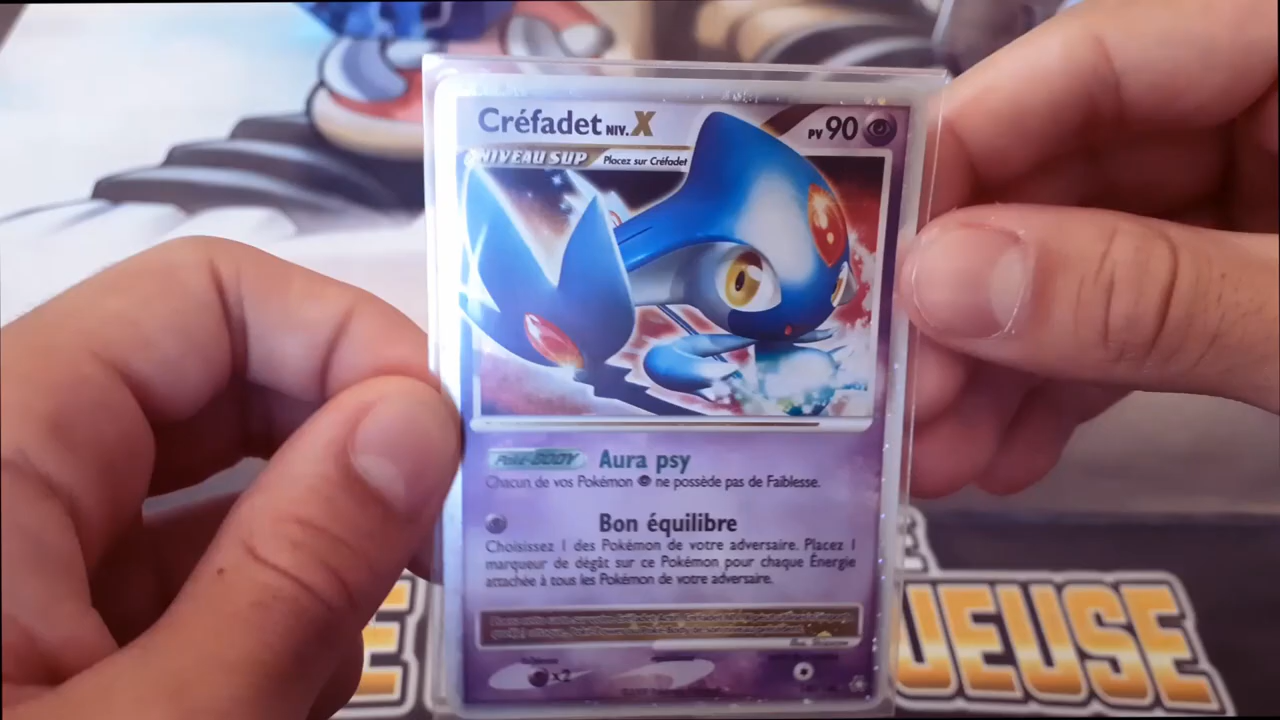 Créfadet NIV.X
PV 90
NIVEAU SUP Placez sur Créfadet
Poké-BODY Aura psy
Chacun de vos Pokémon ne possède pas de Faiblesse.
Bon équilibre
Choisissez 1 des Pokémon de votre adversaire. Placez 1
marqueur de dégât sur ce Pokémon pour chaque Énergie
attachée à tous les Pokémon de votre adversaire.
x2
UEUSE